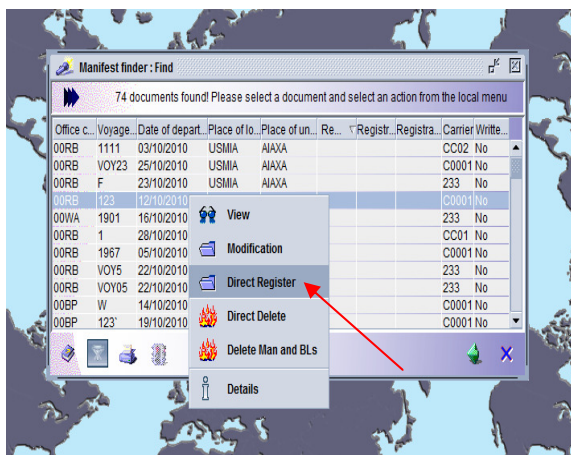 Manifest finder : Find
74 documents found! Please select a document and select an action from the local menu
Office c... Voyage... Date of depart... Place of lo... Place of un... Re... Registr... Registra... Carrier Writte...
00RB 1111 03/10/2010 USMIA AIAXA CC02 No
00RB VOY23 25/10/2010 USMIA AIAXA C0001 No
00RB F 23/10/2010 USMIA AIAXA 233 No
00RB 123 12/10/2010 C0001 No
00WA 1901 16/10/2010 View 233 No
00RB 1 28/10/2010 CC01 No
00RB 1967 05/10/2010 Modification C0001 No
00RB VOY5 22/10/2010 Direct Register 233 No
00RB VOY05 22/10/2010 233 No
00BP W 14/10/2010 Direct Delete C0001 No
00BP 123' 19/10/2010 C0001 No
Delete Man and BLs
Details